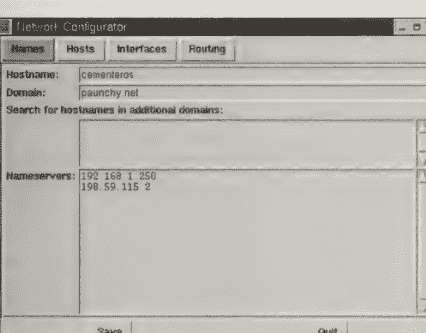 Network Configurator
Names Hosts Interfaces Routing
Hostname: cementeros
Domain: paunchy.net
Search for hostnames in additional domains:
Nameservers: 192 168 1 250
198.59.115 2
Save Quit